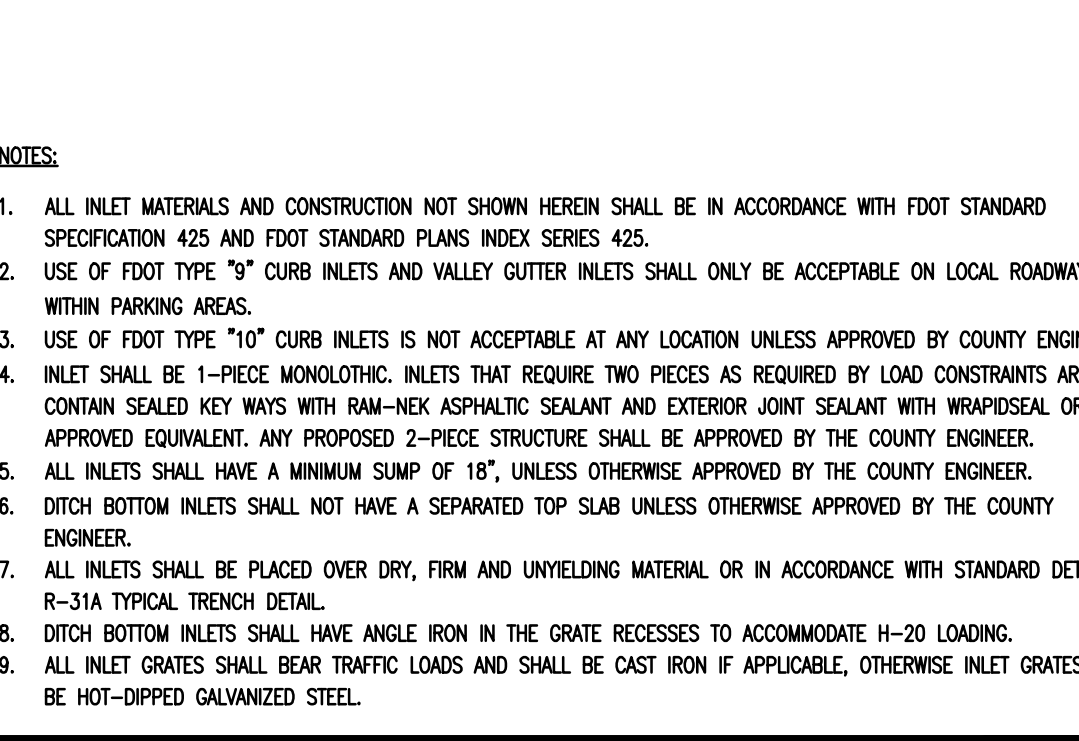 NOTES:
1. ALL INLET MATERIALS AND CONSTRUCTION NOT SHOWN HEREIN SHALL BE IN ACCORDANCE WITH FDOT STANDARD
SPECIFICATION 425 AND FDOT STANDARD PLANS INDEX SERIES 425.
2. USE OF FDOT TYPE "9" CURB INLETS AND VALLEY GUTTER INLETS SHALL ONLY BE ACCEPTABLE ON LOCAL
WITHIN PARKING AREAS.
3. USE OF FDOT TYPE "10" CURB INLETS IS NOT ACCEPTABLE AT ANY LOCATION UNLESS APPROVED BY COUNTY
4. INLET SHALL BE 1-PIECE MONOLOTHIC. INLETS THAT REQUIRE TWO PIECES AS REQUIRED BY LOAD CONSTRAINTS
CONTAIN SEALED KEY WAYS WITH RAM-NEK ASPHALTIC SEALANT AND EXTERIOR JOINT SEALANT WITH WRAPIDSEAL OR
APPROVED EQUIVALENT. ANY PROPOSED 2-PIECE STRUCTURE SHALL BE APPROVED BY THE COUNTY ENGINEER.
5. ALL INLETS SHALL HAVE A MINIMUM SUMP OF 18", UNLESS OTHERWISE APPROVED BY THE COUNTY ENGINEER.
6. DITCH BOTTOM INLETS SHALL NOT HAVE A SEPARATED TOP SLAB UNLESS OTHERWISE APPROVED BY THE COUNTY
ENGINEER.
7. ALL INLETS SHALL BE PLACED OVER DRY, FIRM AND UNYIELDING MATERIAL OR IN ACCORDANCE WITH STANDARD
R-31A TYPICAL TRENCH DETAIL.
8. DITCH BOTTOM INLETS SHALL HAVE ANGLE IRON IN THE GRATE RECESSES TO ACCOMMODATE H-20 LOADING.
9. ALL INLET GRATES SHALL BEAR TRAFFIC LOADS AND SHALL BE CAST IRON IF APPLICABLE, OTHERWISE INLET GRATES
BE HOT-DIPPED GALVANIZED STEEL.